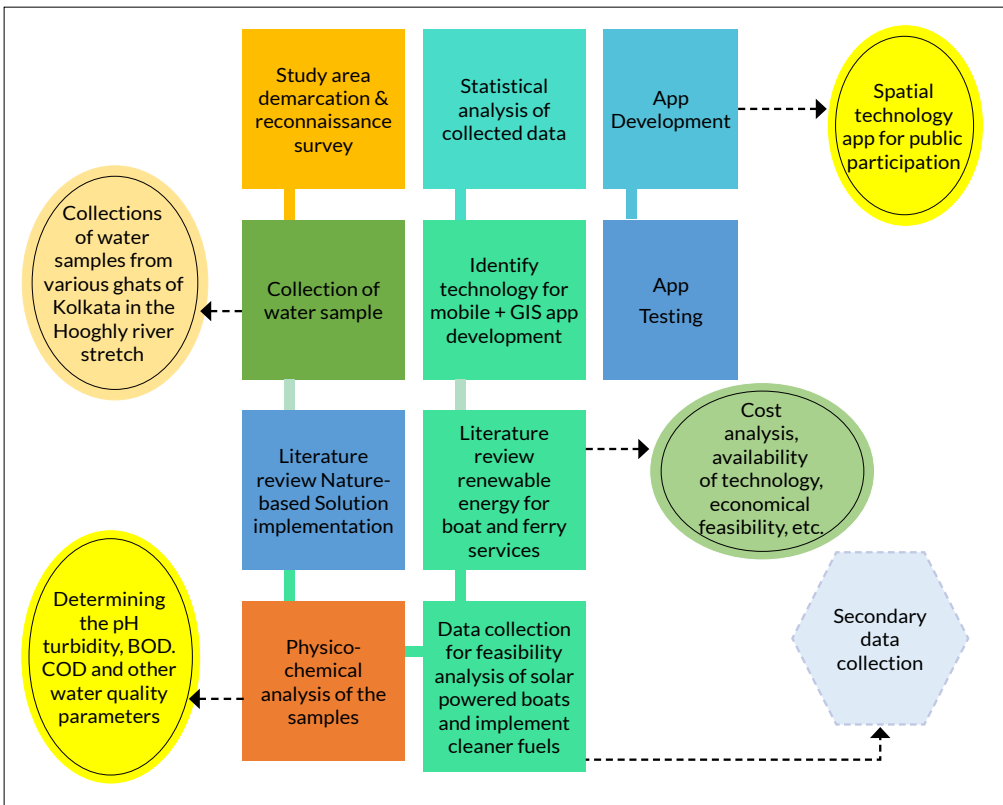 Study area
demarcation &
reconnaissance
survey
Statistical
analysis of
collected data
App
Development
Spatial
technology
app for public
participation
Collections
of water
samples from
various ghats of
Kolkata in the
Hooghly river
stretch
Collection of
water sample
Identify
technology for
mobile + GIS app
development
App
Testing
Literature
review Nature-
based Solution
implementation
Literature
review
renewable
energy for
boat and ferry
services
Cost
analysis,
availability
of technology,
economical
feasibility, etc.
Determining
the pH
turbidity, BOD.
COD and other
water quality
parameters
Physico-
chemical
analysis of the
samples
Data collection
for feasibility
analysis of solar
powered boats
and implement
cleaner fuels
Secondary
data
collection